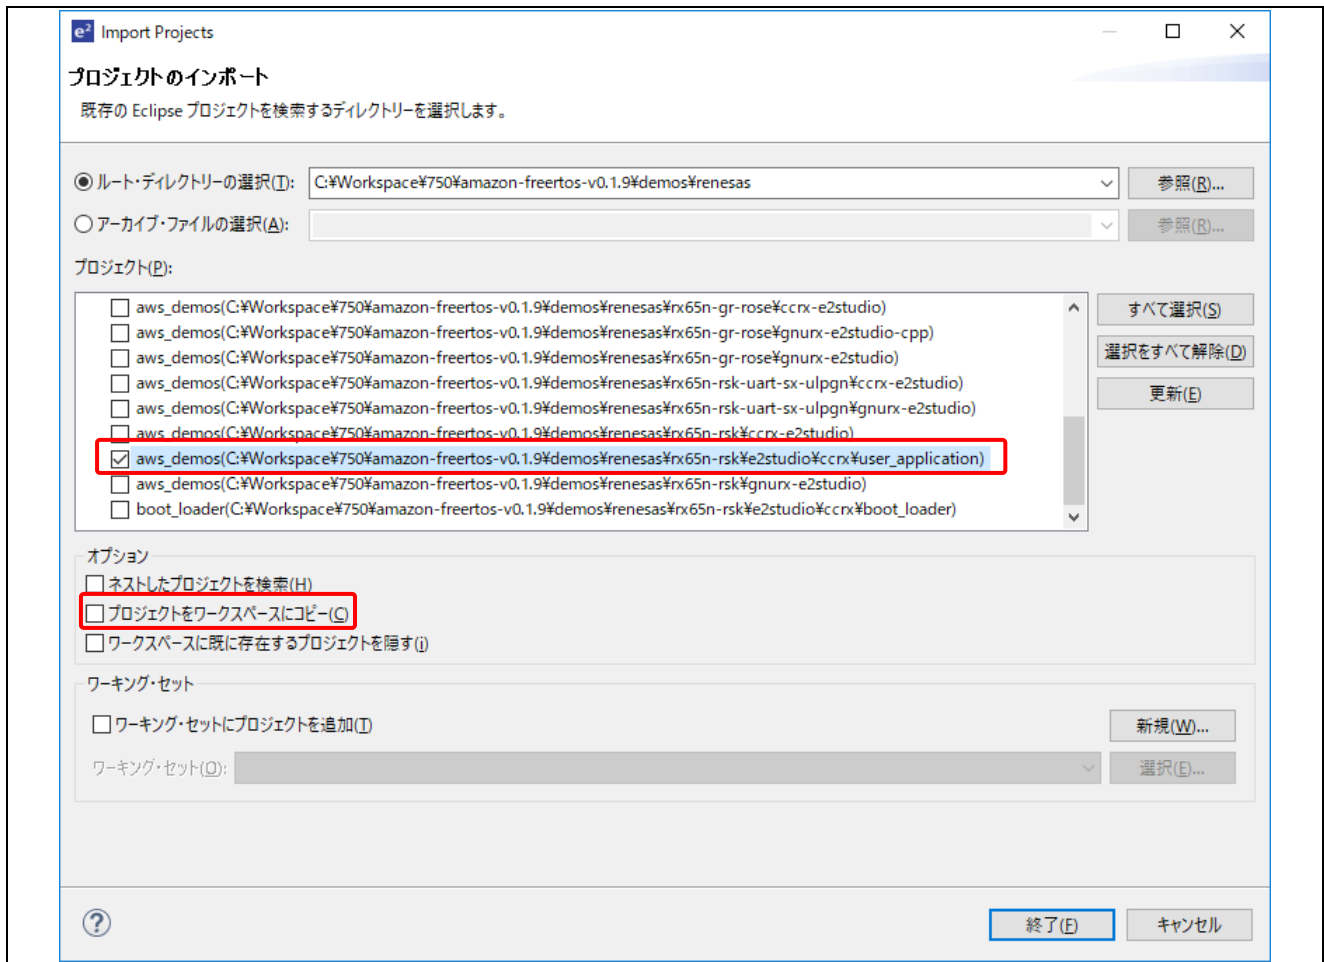 e² Import Projects
プロジェクトのインポート
既存の Eclipse プロジェクトを検索するディレクトリーを選択します。
ルート・ディレクトリーの選択(T): C:¥Workspace¥750¥amazon-freertos-v0.1.9¥demos¥renesas 参照(R)...
アーカイブ・ファイルの選択(A): 参照(R)...
プロジェクト(P):
aws_demos(C:¥Workspace¥750¥amazon-freertos-v0.1.9¥demos¥renesas¥rx65n-gr-rose¥ccrx-e2studio) すべて選択(S)
aws_demos(C:¥Workspace¥750¥amazon-freertos-v0.1.9¥demos¥renesas¥rx65n-gr-rose¥gnurx-e2studio-cpp)
aws_demos(C:¥Workspace¥750¥amazon-freertos-v0.1.9¥demos¥renesas¥rx65n-gr-rose¥gnurx-e2studio) 選択をすべて解除(D)
aws_demos(C:¥Workspace¥750¥amazon-freertos-v0.1.9¥demos¥renesas¥rx65n-rsk-uart-sx-ulpgn¥ccrx-e2studio) 更新(E)
aws_demos(C:¥Workspace¥750¥amazon-freertos-v0.1.9¥demos¥renesas¥rx65n-rsk-uart-sx-ulpgn¥gnurx-e2studio)
aws_demos(C:¥Workspace¥750¥amazon-freertos-v0.1.9¥demos¥renesas¥rx65n-rsk¥ccrx-e2studio)
aws_demos(C:¥Workspace¥750¥amazon-freertos-v0.1.9¥demos¥renesas¥rx65n-rsk¥e2studio¥ccrx¥user_application)
aws_demos(C:¥Workspace¥750¥amazon-freertos-v0.1.9¥demos¥renesas¥rx65n-rsk¥gnurx-e2studio)
boot_loader(C:¥Workspace¥750¥amazon-freertos-v0.1.9¥demos¥renesas¥rx65n-rsk¥e2studio¥ccrx¥boot_loader)
オプション
ネストしたプロジェクトを検索(H)
プロジェクトをワークスペースにコピー(C)
ワークスペースに既に存在するプロジェクトを隠す(i)
ワーキング・セット
ワーキング・セットにプロジェクトを追加(T) 新規(W)...
ワーキング・セット(O): 選択(E)...
? 終了(F) キャンセル